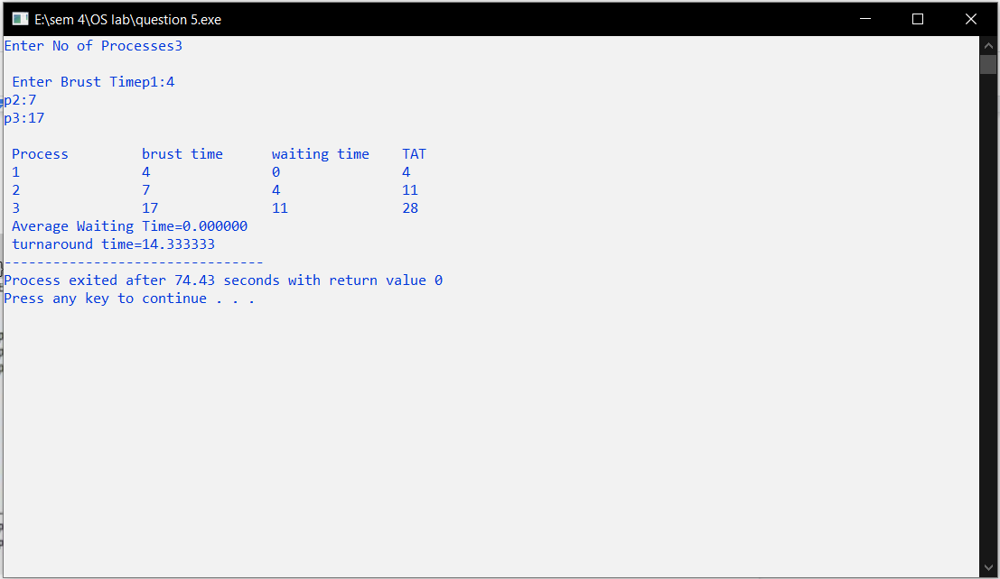 E:\sem 4\OS lab\question 5.exe
Enter No of Processes3
Enter Brust Timep1:4
p2:7
p3:17
Process brust time waiting time TAT
1 4 0 4
2 7 4 11
3 17 11 28
Average Waiting Time=0.000000
turnaround time=14.333333
--------------------------------
Process exited after 74.43 seconds with return value 0
Press any key to continue . . .